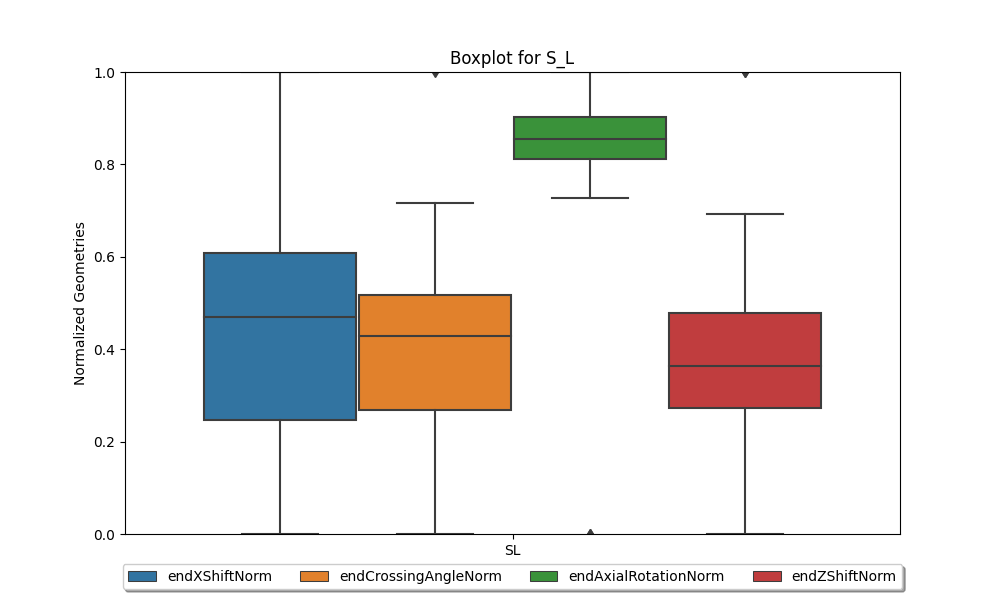 Boxplot for S_L
1.0
0.8
0.6
0.4
0.2
0.0
Normalized Geometries
SL
endXShiftNorm endCrossingAngleNorm endAxialRotationNorm endZShiftNorm